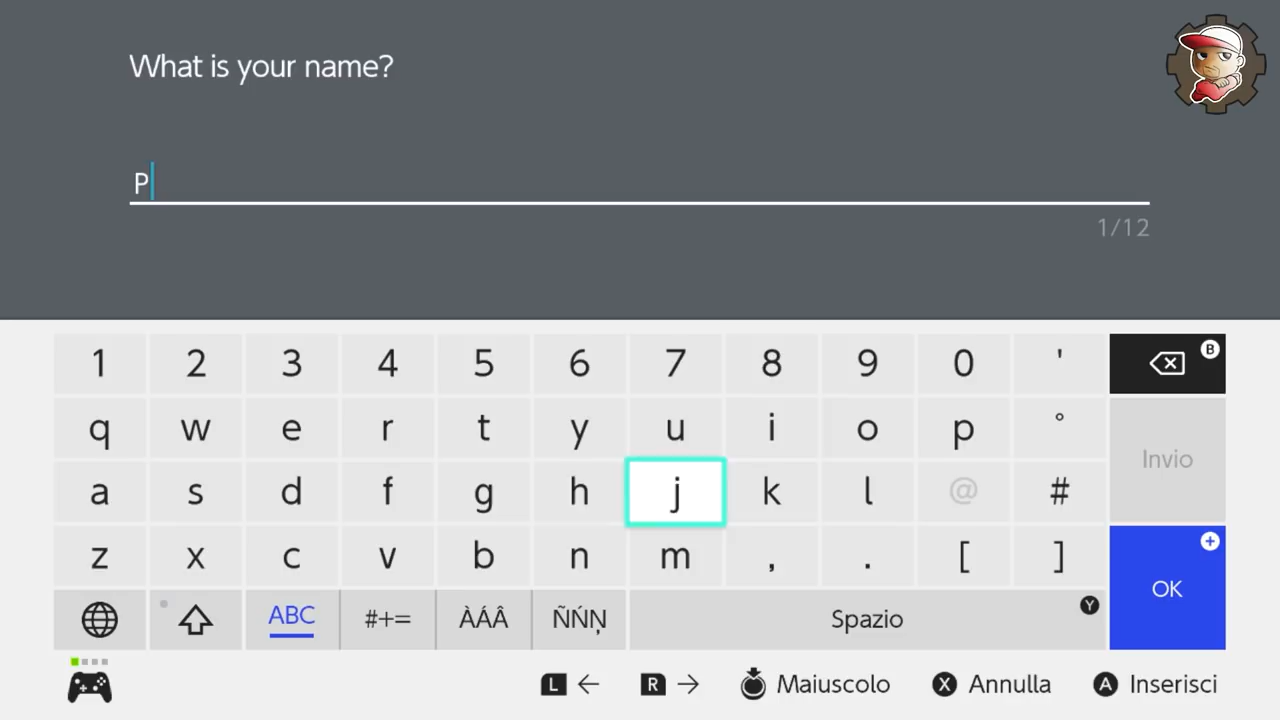 What is your name?
P
1/12
1 2 3 4 5 6 7 8 9 0 ' B
q w e r t y u i o p ° Invio
a s d f g h j k l @ #
z x c v b n m , . [ ] + OK
ABC #+= ÀÁÂ ÑŃŅ Spazio Y
L ← R → Maiuscolo X Annulla A Inserisci